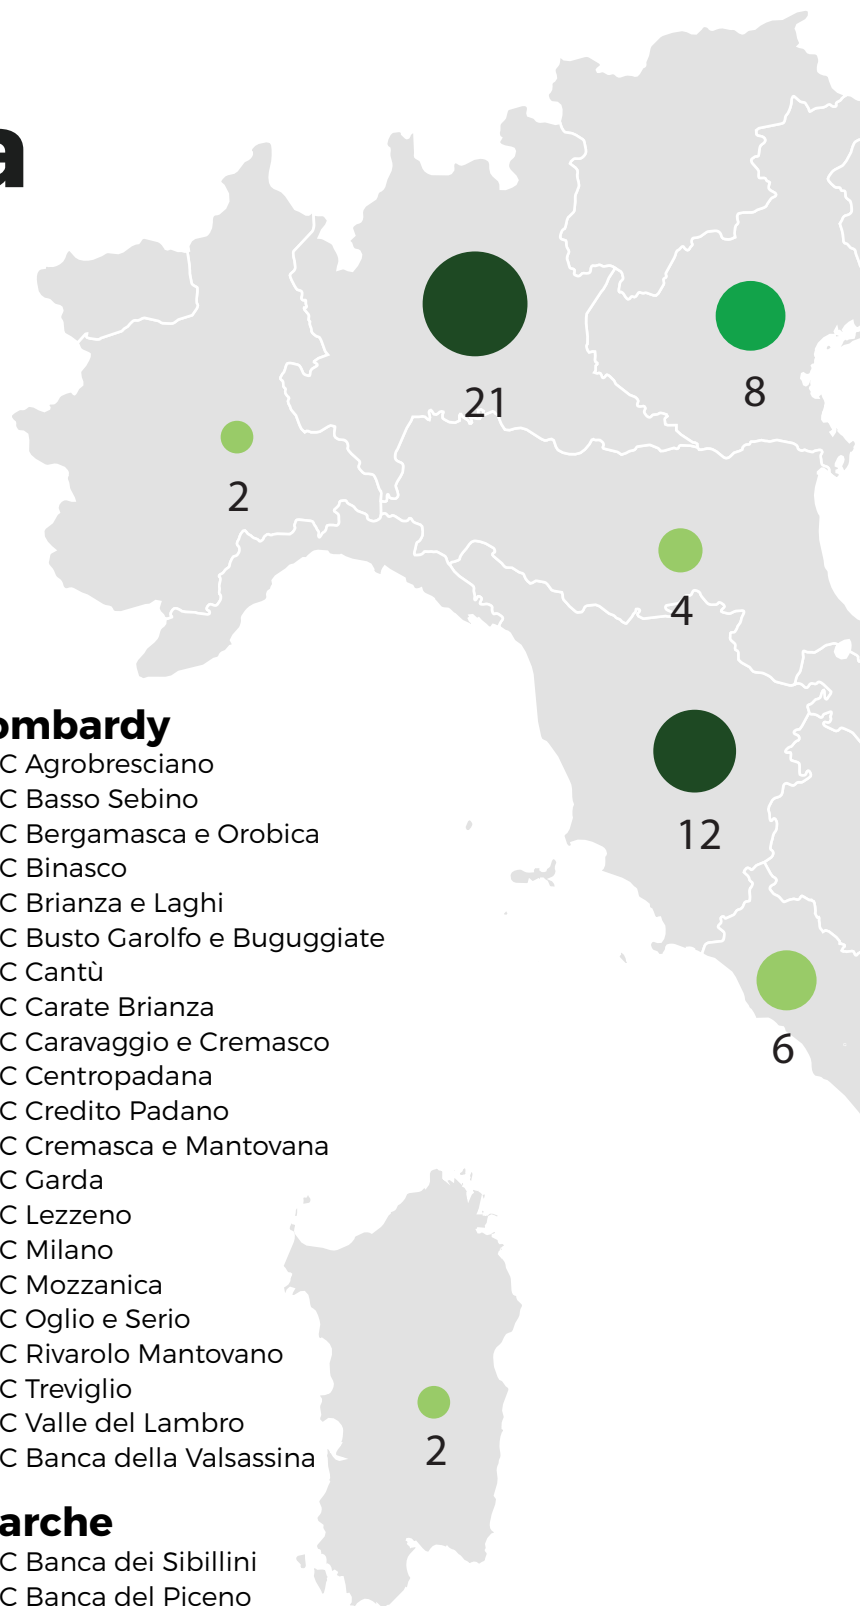 a
21
8
2
4
12
6
ombardy
C Agrobresciano
C Basso Sebino
C Bergamasca e Orobica
C Binasco
C Brianza e Laghi
C Busto Garolfo e Buguggiate
C Cantù
C Carate Brianza
C Caravaggio e Cremasco
C Centropadana
C Credito Padano
C Cremasca e Mantovana
C Garda
C Lezzeno
C Milano
C Mozzanica
C Oglio e Serio
C Rivarolo Mantovano
C Treviglio
C Valle del Lambro
C Banca della Valsassina
2
arche
C Banca dei Sibillini
C Banca del Piceno